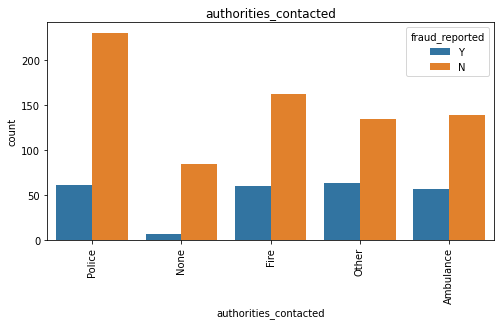 authorities_contacted
fraud_reported
Y
N
200
150
100
50
0
count
Police
None
Fire
Other
Ambulance
authorities_contacted